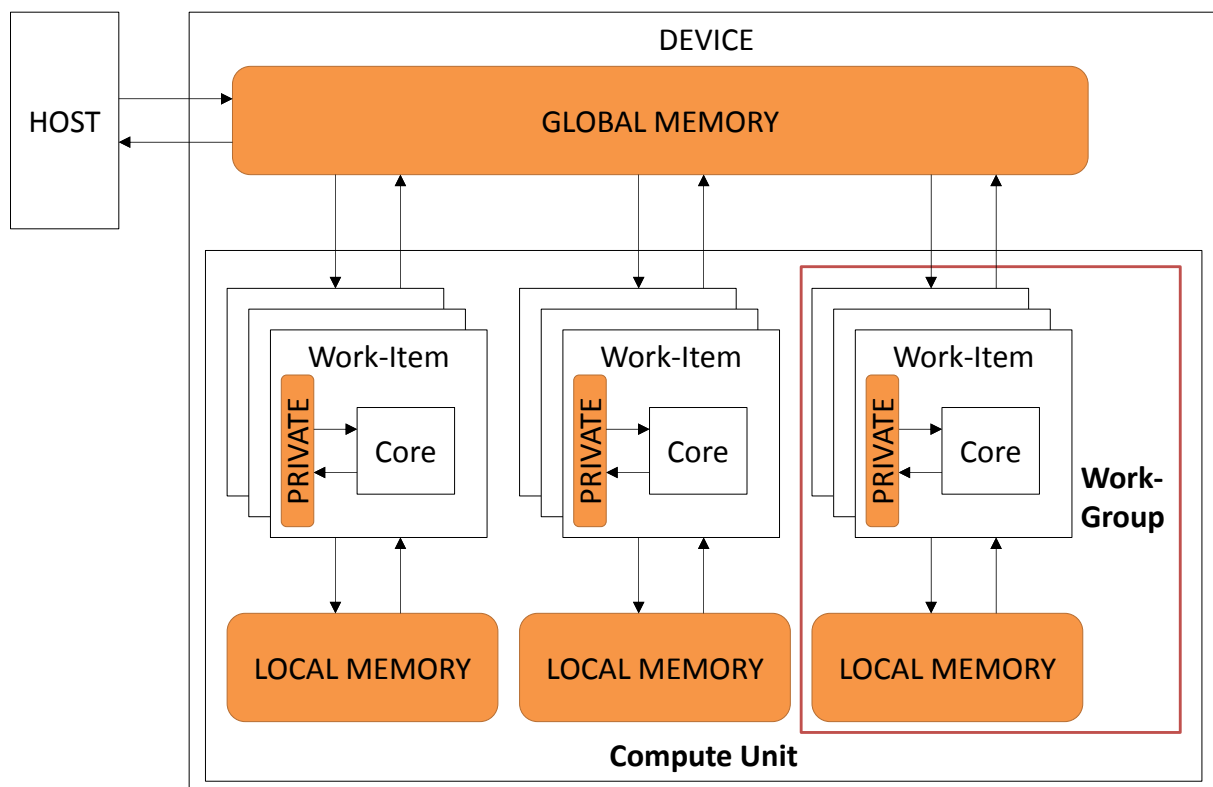 DEVICE
HOST
GLOBAL MEMORY
Work-Item
PRIVATE
Core
Work-Item
PRIVATE
Core
Work-Item
PRIVATE
Core
Work-
Group
LOCAL MEMORY
LOCAL MEMORY
LOCAL MEMORY
Compute Unit